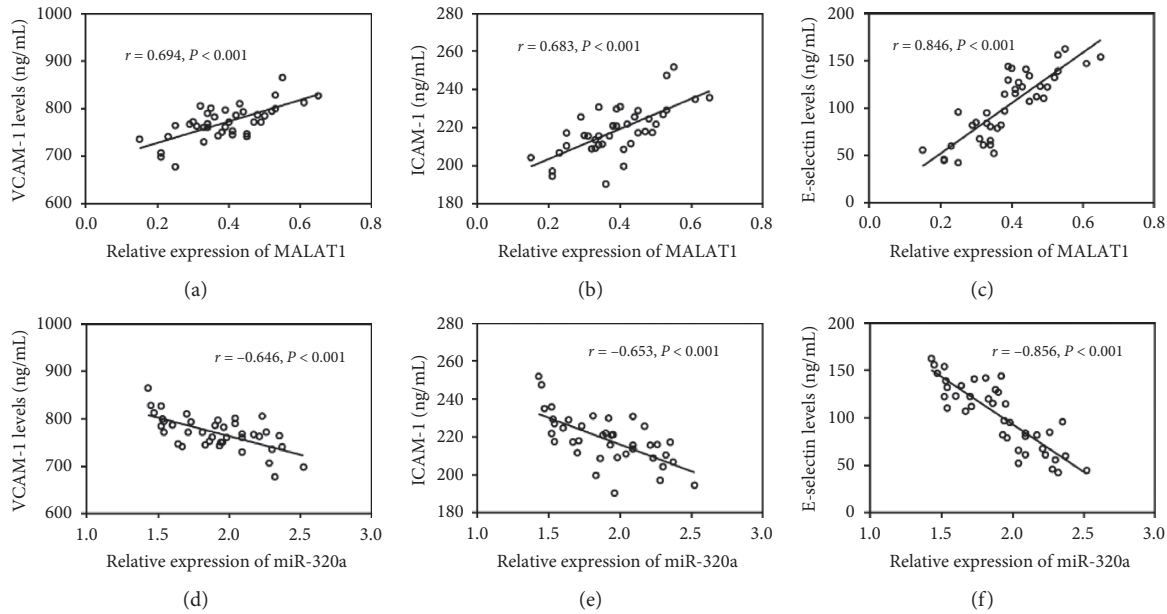 VCAM-1 levels (ng/mL)
1000
900
800
700
600
r = 0.694, P < 0.001
0.0 0.2 0.4 0.6 0.8
Relative expression of MALAT1
(a)
ICAM-1 (ng/mL)
280
260
240
220
200
180
r = 0.683, P < 0.001
0.0 0.2 0.4 0.6 0.8
Relative expression of MALAT1
(b)
E-selectin levels (ng/mL)
200
150
100
50
0
r = 0.846, P < 0.001
0.0 0.2 0.4 0.6 0.8
Relative expression of MALAT1
(c)
VCAM-1 levels (ng/mL)
1000
900
800
700
600
r = –0.646, P < 0.001
1.0 1.5 2.0 2.5 3.0
Relative expression of miR-320a
(d)
ICAM-1 (ng/mL)
280
260
240
220
200
180
r = –0.653, P < 0.001
1.0 1.5 2.0 2.5 3.0
Relative expression of miR-320a
(e)
E-selectin levels (ng/mL)
200
150
100
50
0
r = –0.856, P < 0.001
1.0 1.5 2.0 2.5 3.0
Relative expression of miR-320a
(f)